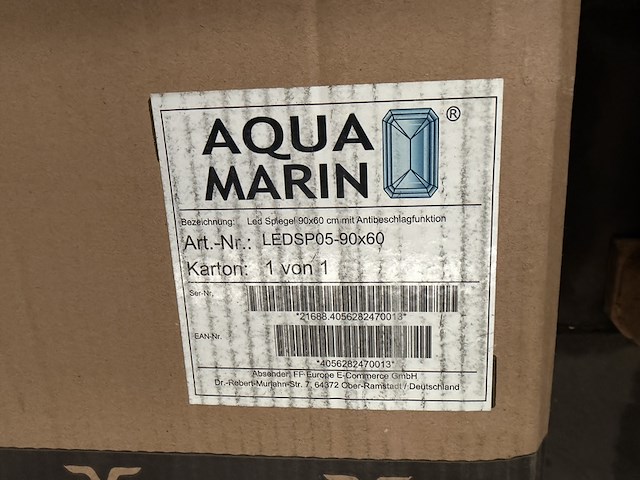 AQUA ®
MARIN
Bezeichnung: Led Spiegel 90x60 cm mit Antibeschlagfunktion
Art.-Nr.: LEDSP05-90x60
Karton: 1 von 1
Ser-Nr.
*21688.4056282470013*
EAN-Nr.
*4056282470013*
Absender: FF Europe E-Commerce GmbH
Dr.-Robert-Murjahn-Str. 7, 64372 Ober-Ramstadt / Deutschland